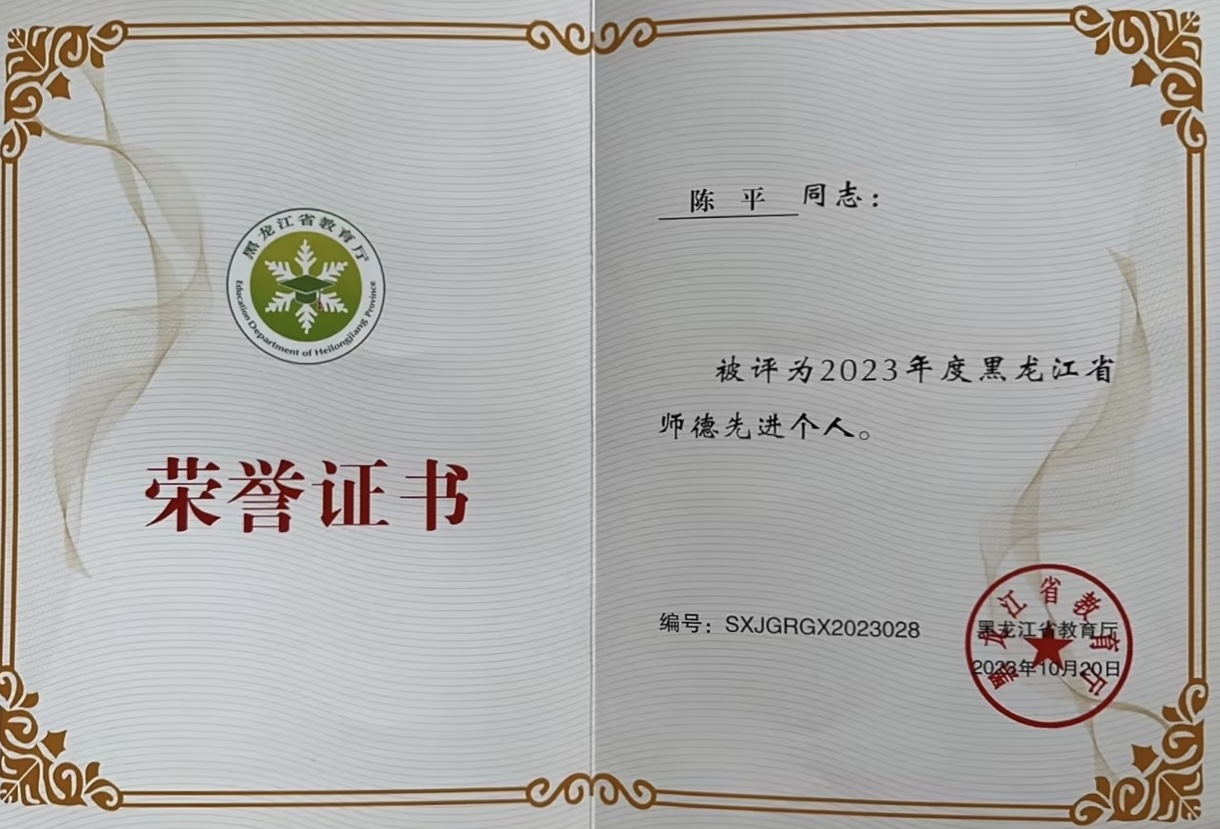 黑龙江省教育厅
Education Department of Heilongjiang Province
荣誉证书
陈 平 同志：
被评为2023年度黑龙江省
师德先进个人。
编号：SXJGRGX2023028
黑龙江省教育厅
2023年10月20日
黑龙江省教育厅